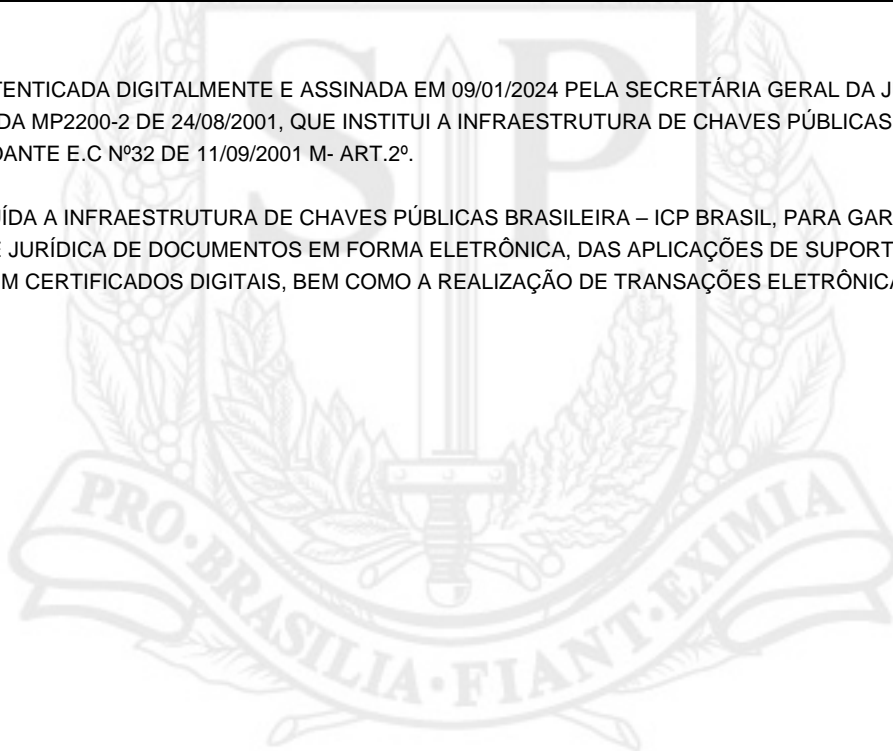 TENTICADA DIGITALMENTE E ASSINADA EM 09/01/2024 PELA SECRETÁRIA GERAL DA J
DA MP2200-2 DE 24/08/2001, QUE INSTITUI A INFRAESTRUTURA DE CHAVES PÚBLICAS
DANTE E.C Nº32 DE 11/09/2001 M- ART.2º.
UÍDA A INFRAESTRUTURA DE CHAVES PÚBLICAS BRASILEIRA – ICP BRASIL, PARA GAR
E JURÍDICA DE DOCUMENTOS EM FORMA ELETRÔNICA, DAS APLICAÇÕES DE SUPORT
M CERTIFICADOS DIGITAIS, BEM COMO A REALIZAÇÃO DE TRANSAÇÕES ELETRÔNICA
SP
PRO·BRASILIA·FIANT·EXIMIA